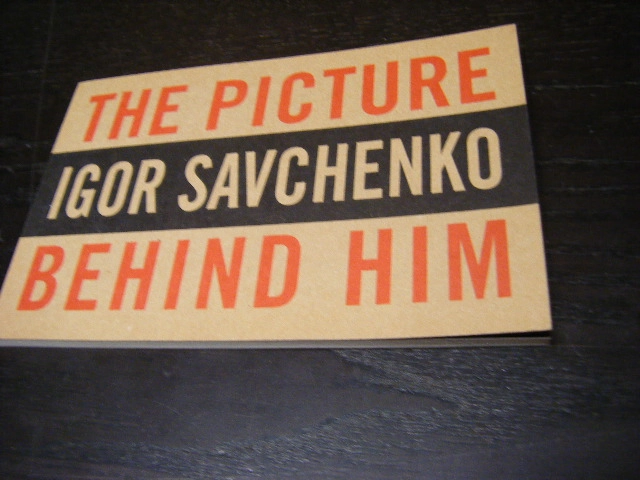 THE PICTURE
IGOR SAVCHENKO
BEHIND HIM